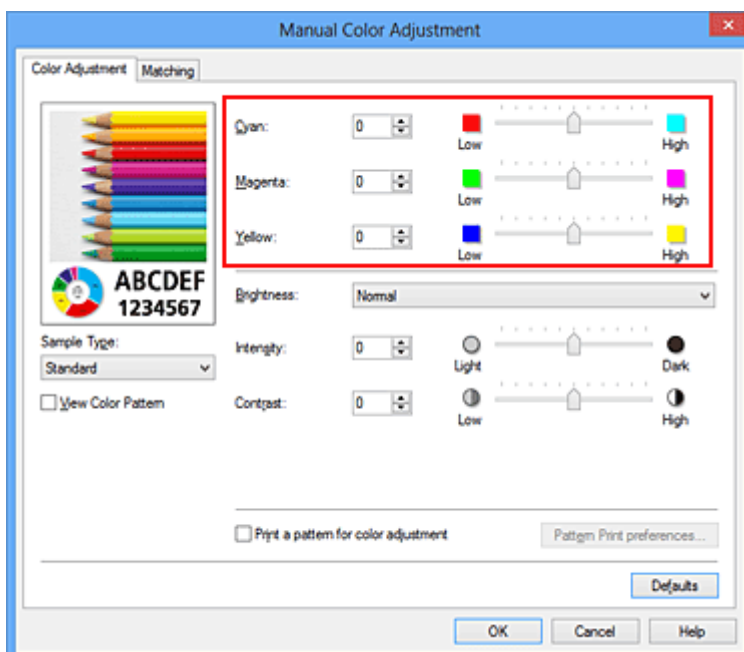 Manual Color Adjustment
Color Adjustment
Matching
Cyan:
0
Low
High
Magenta:
0
Low
High
Yellow:
0
Low
High
ABCDEF
1234567
Brightness:
Normal
Sample Type:
Standard
Intensity:
0
Light
Dark
View Color Pattern
Contrast:
0
Low
High
Print a pattern for color adjustment
Pattern Print preferences...
Defaults
OK
Cancel
Help